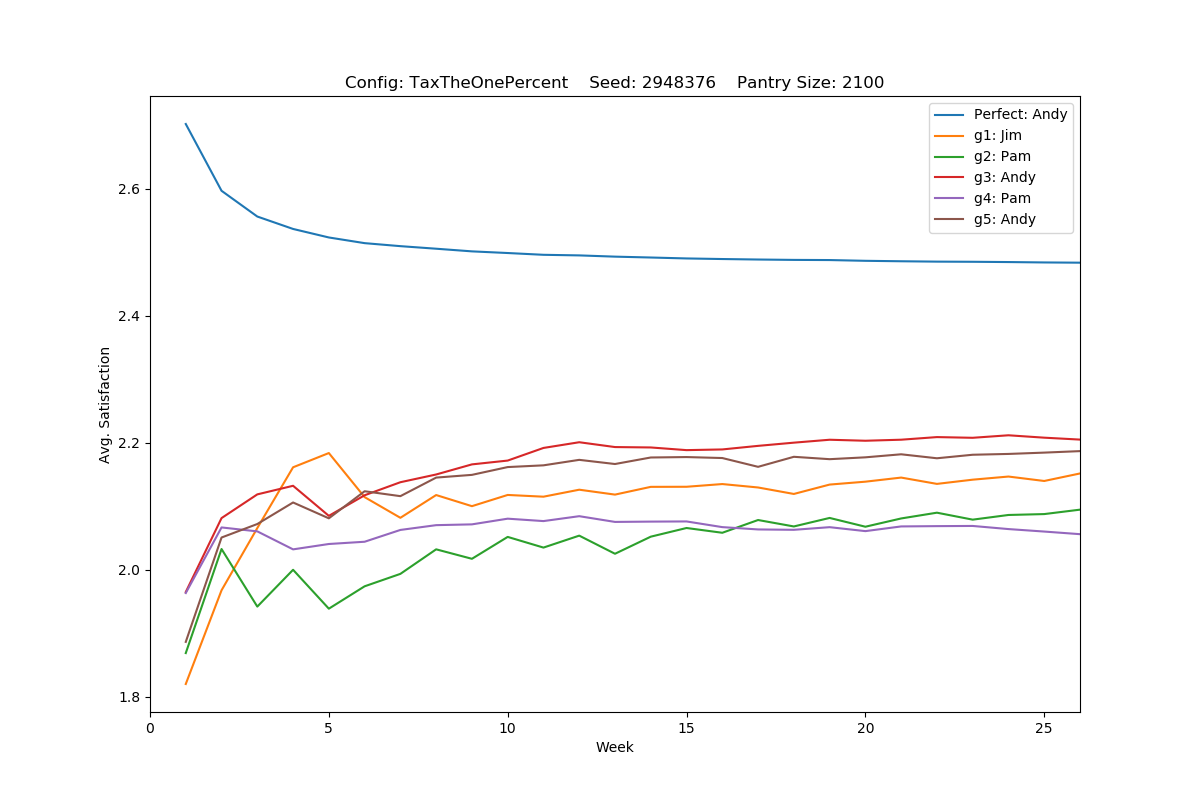 Config: TaxTheOnePercent    Seed: 2948376    Pantry Size: 2100
Perfect: Andy
g1: Jim
g2: Pam
g3: Andy
g4: Pam
g5: Andy
2.6
2.4
2.2
2.0
1.8
Avg. Satisfaction
0 5 10 15 20 25
Week